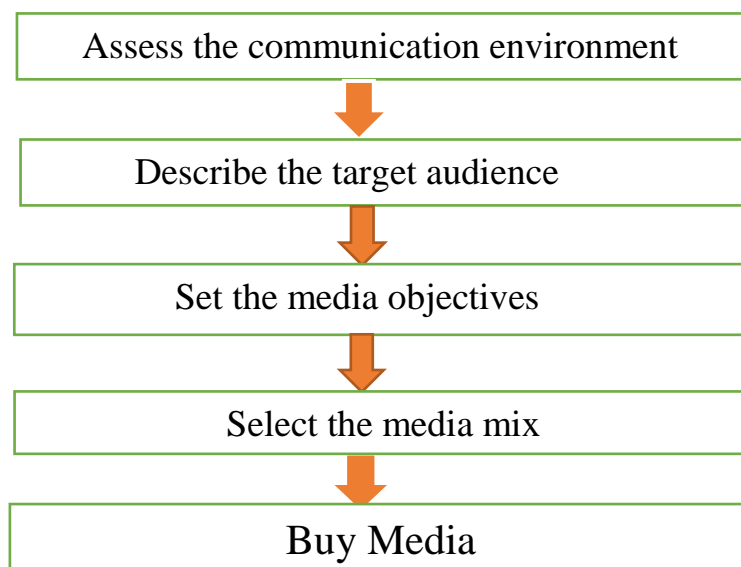 Assess the communication environment
Describe the target audience
Set the media objectives
Select the media mix
Buy Media